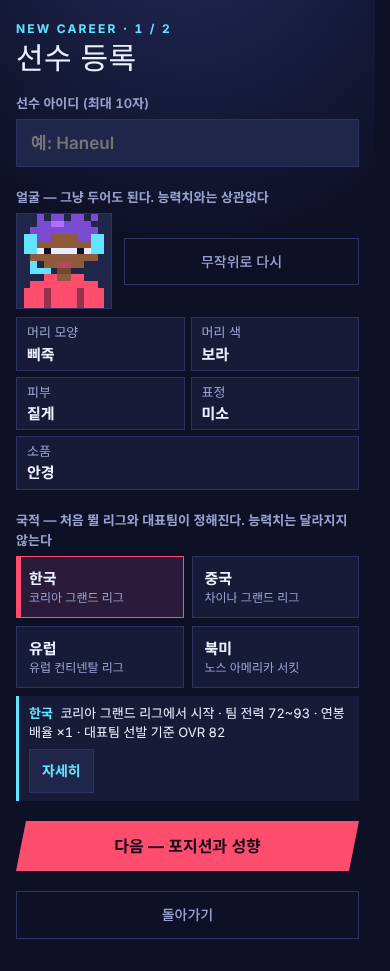 NEW CAREER · 1 / 2
선수 등록
선수 아이디 (최대 10자)
예: Haneul
얼굴 — 그냥 두어도 된다. 능력치와는 상관없다
무작위로 다시
머리 모양
삐죽
머리 색
보라
피부
짙게
표정
미소
소품
안경
국적 — 처음 뛸 리그와 대표팀이 정해진다. 능력치는 달라지지
않는다
한국
코리아 그랜드 리그
중국
차이나 그랜드 리그
유럽
유럽 컨티넨탈 리그
북미
노스 아메리카 서킷
한국 코리아 그랜드 리그에서 시작 · 팀 전력 72~93 · 연봉
배율 ×1 · 대표팀 선발 기준 OVR 82
자세히
다음 — 포지션과 성향
돌아가기